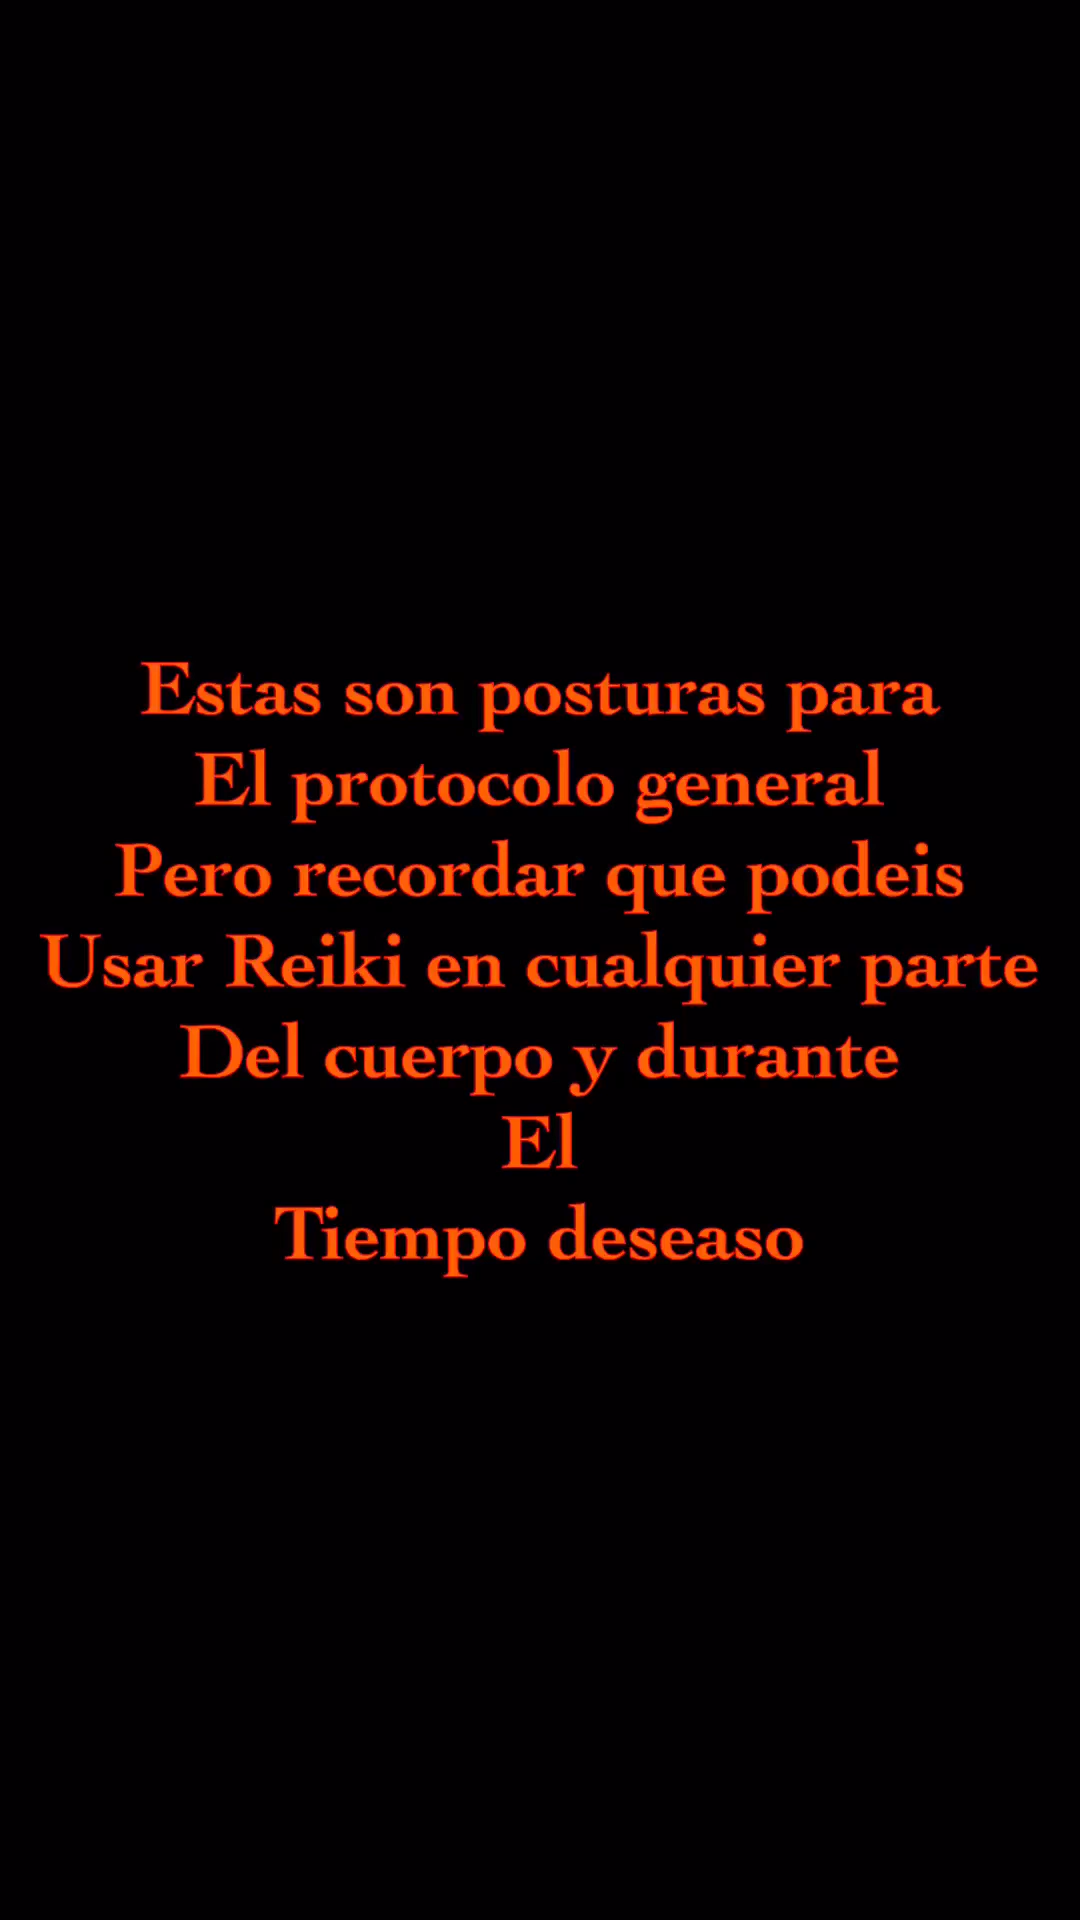 Estas son posturas para
El protocolo general
Pero recordar que podeis
Usar Reiki en cualquier parte
Del cuerpo y durante
El
Tiempo deseaso